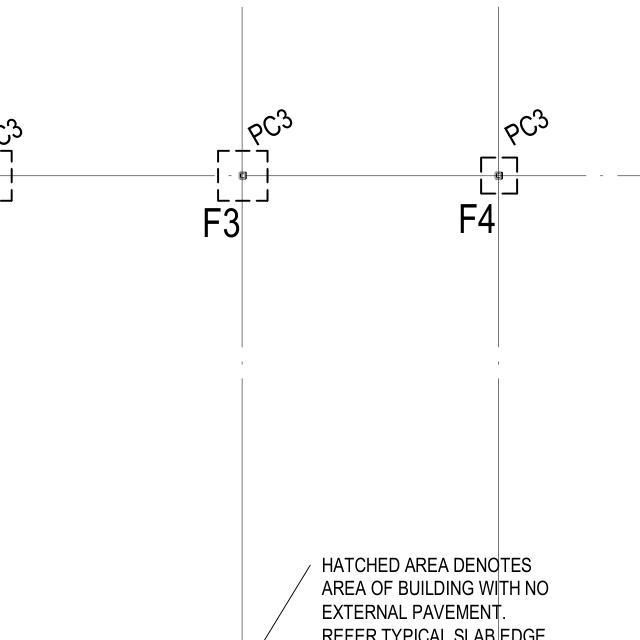 C3
PC3
PC3
F3
F4
HATCHED AREA DENOTES
AREA OF BUILDING WITH NO
EXTERNAL PAVEMENT.
REFER TYPICAL SLAB EDGE